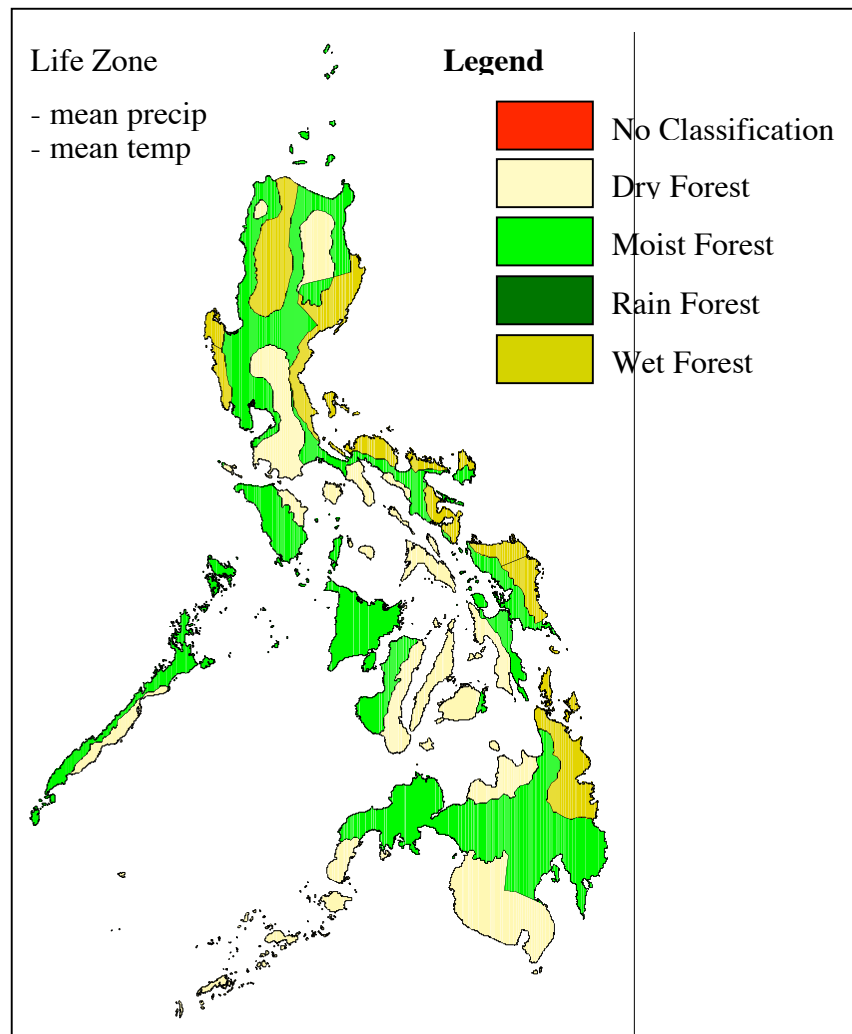 Life Zone
- mean precip
- mean temp
Legend
No Classification
Dry Forest
Moist Forest
Rain Forest
Wet Forest